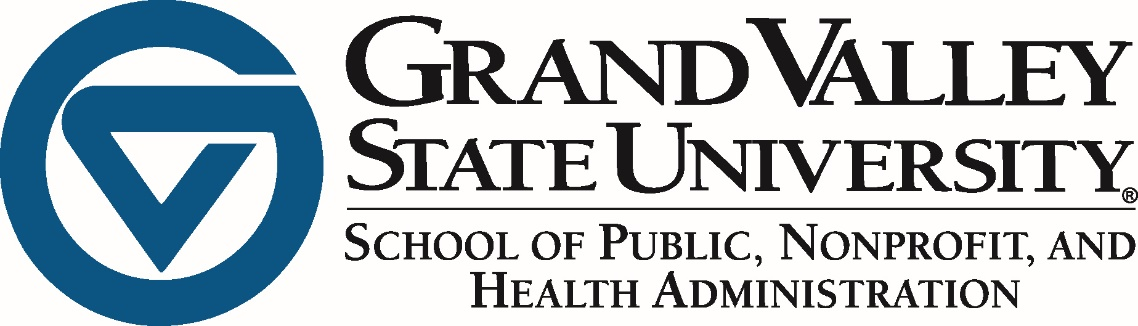 GRAND VALLEY
STATE UNIVERSITY®
SCHOOL OF PUBLIC, NONPROFIT, AND
HEALTH ADMINISTRATION